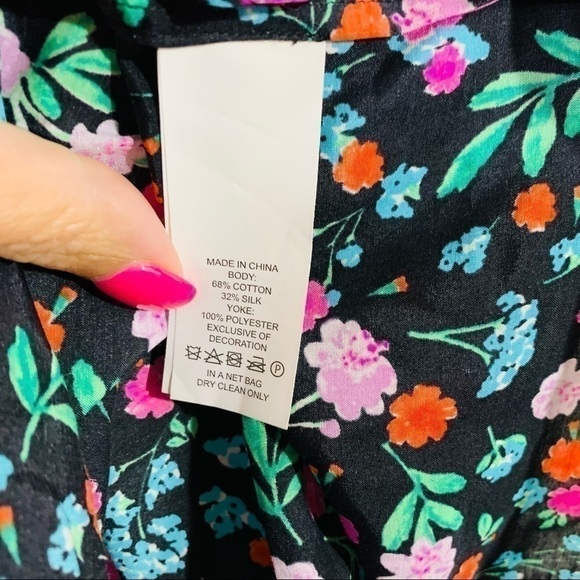 MADE IN CHINA
BODY:
68% COTTON
32% SILK
YOKE:
100% POLYESTER
EXCLUSIVE OF
DECORATION
P
IN A NET BAG
DRY CLEAN ONLY